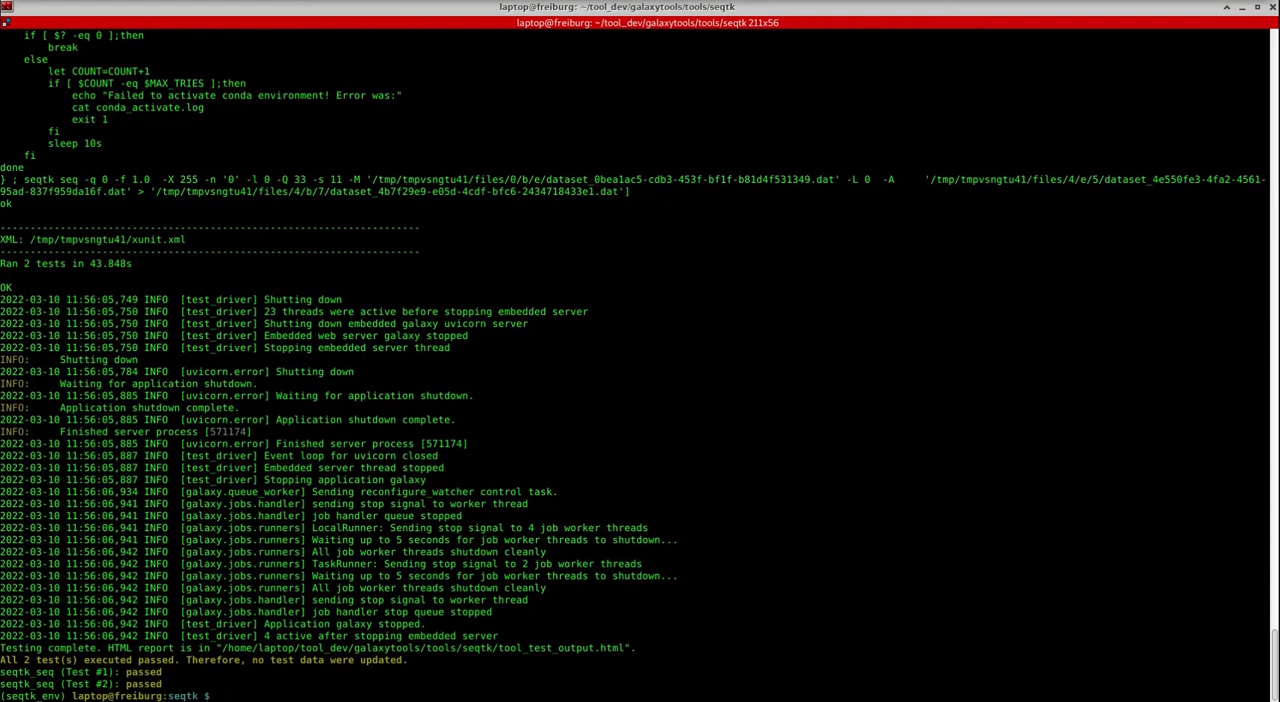 laptop@freiburg: ~/tool_dev/galaxytools/tools/seqtk
laptop@freiburg: ~/tool_dev/galaxytools/tools/seqtk 211x56
if [ $? -eq 0 ];then
break
else
let COUNT=COUNT+1
if [ $COUNT -eq $MAX_TRIES ];then
echo "Failed to activate conda environment! Error was:"
cat conda_activate.log
exit 1
fi
sleep 10s
fi
done
} ; seqtk seq -q 0 -f 1.0  -X 255 -n '0' -l 0 -Q 33 -s 11 -M '/tmp/tmpvsngtu41/files/0/b/e/dataset_0bea1ac5-cdb3-453f-bf1f-b81d4f531349.dat' -L 0  -A     '/tmp/tmpvsngtu41/files/4/e/5/dataset_4e550fe3-4fa2-4561-
95ad-837f959da16f.dat' > '/tmp/tmpvsngtu41/files/4/b/7/dataset_4b7f29e9-e05d-4cdf-bfc6-2434718433e1.dat']
ok
----------------------------------------------------------------------
XML: /tmp/tmpvsngtu41/xunit.xml
----------------------------------------------------------------------
Ran 2 tests in 43.848s
OK
2022-03-10 11:56:05,749 INFO  [test_driver] Shutting down
2022-03-10 11:56:05,750 INFO  [test_driver] 23 threads were active before stopping embedded server
2022-03-10 11:56:05,750 INFO  [test_driver] Shutting down embedded galaxy uvicorn server
2022-03-10 11:56:05,750 INFO  [test_driver] Embedded web server galaxy stopped
2022-03-10 11:56:05,750 INFO  [test_driver] Stopping embedded server thread
INFO:     Shutting down
2022-03-10 11:56:05,784 INFO  [uvicorn.error] Shutting down
INFO:     Waiting for application shutdown.
2022-03-10 11:56:05,885 INFO  [uvicorn.error] Waiting for application shutdown.
INFO:     Application shutdown complete.
2022-03-10 11:56:05,885 INFO  [uvicorn.error] Application shutdown complete.
INFO:     Finished server process [571174]
2022-03-10 11:56:05,885 INFO  [uvicorn.error] Finished server process [571174]
2022-03-10 11:56:05,887 INFO  [test_driver] Event loop for uvicorn closed
2022-03-10 11:56:05,887 INFO  [test_driver] Embedded server thread stopped
2022-03-10 11:56:05,887 INFO  [test_driver] Stopping application galaxy
2022-03-10 11:56:06,934 INFO  [galaxy.queue_worker] Sending reconfigure_watcher control task.
2022-03-10 11:56:06,941 INFO  [galaxy.jobs.handler] sending stop signal to worker thread
2022-03-10 11:56:06,941 INFO  [galaxy.jobs.handler] job handler queue stopped
2022-03-10 11:56:06,941 INFO  [galaxy.jobs.runners] LocalRunner: Sending stop signal to 4 job worker threads
2022-03-10 11:56:06,941 INFO  [galaxy.jobs.runners] Waiting up to 5 seconds for job worker threads to shutdown...
2022-03-10 11:56:06,942 INFO  [galaxy.jobs.runners] All job worker threads shutdown cleanly
2022-03-10 11:56:06,942 INFO  [galaxy.jobs.runners] TaskRunner: Sending stop signal to 2 job worker threads
2022-03-10 11:56:06,942 INFO  [galaxy.jobs.runners] Waiting up to 5 seconds for job worker threads to shutdown...
2022-03-10 11:56:06,942 INFO  [galaxy.jobs.runners] All job worker threads shutdown cleanly
2022-03-10 11:56:06,942 INFO  [galaxy.jobs.handler] sending stop signal to worker thread
2022-03-10 11:56:06,942 INFO  [galaxy.jobs.handler] job handler stop queue stopped
2022-03-10 11:56:06,942 INFO  [test_driver] Application galaxy stopped.
2022-03-10 11:56:06,942 INFO  [test_driver] 4 active after stopping embedded server
Testing complete. HTML report is in "/home/laptop/tool_dev/galaxytools/tools/seqtk/tool_test_output.html".
All 2 test(s) executed passed. Therefore, no test data were updated.
seqtk_seq (Test #1): passed
seqtk_seq (Test #2): passed
(seqtk_env) laptop@freiburg:seqtk $